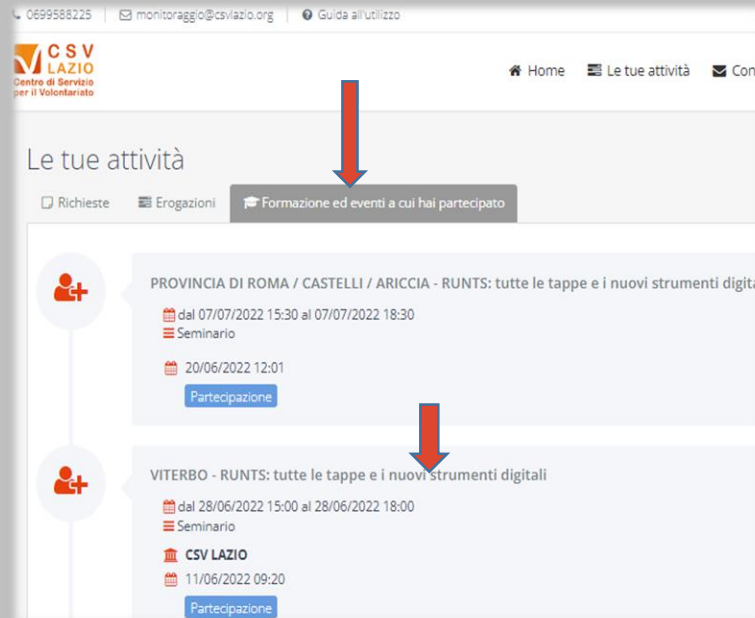 0699588225 monitoraggio@csvlazio.org Guida all'utilizzo
CSV
LAZIO
Centro di Servizio
per il Volontariato
Home Le tue attività
Le tue attività
Richieste Erogazioni Formazione ed eventi a cui hai partecipato
PROVINCIA DI ROMA / CASTELLI / ARICCIA - RUNTS: tutte le tappe e i nuovi strumenti
dal 07/07/2022 15:30 al 07/07/2022 18:30
Seminario
20/06/2022 12:01
Partecipazione
VITERBO - RUNTS: tutte le tappe e i nuovi strumenti digitali
dal 28/06/2022 15:00 al 28/06/2022 18:00
Seminario
CSV LAZIO
11/06/2022 09:20
Partecipazione